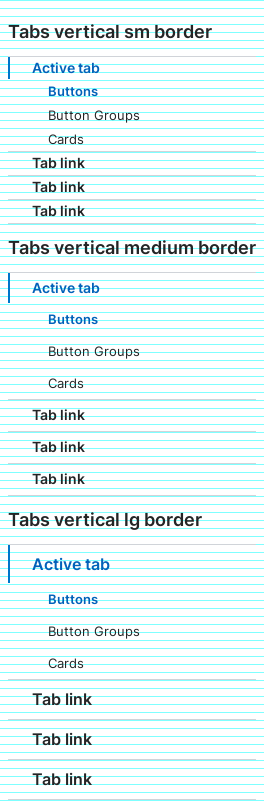 Tabs vertical sm border
Active tab
Buttons
Button Groups
Cards
Tab link
Tab link
Tab link
Tabs vertical medium border
Active tab
Buttons
Button Groups
Cards
Tab link
Tab link
Tab link
Tabs vertical lg border
Active tab
Buttons
Button Groups
Cards
Tab link
Tab link
Tab link